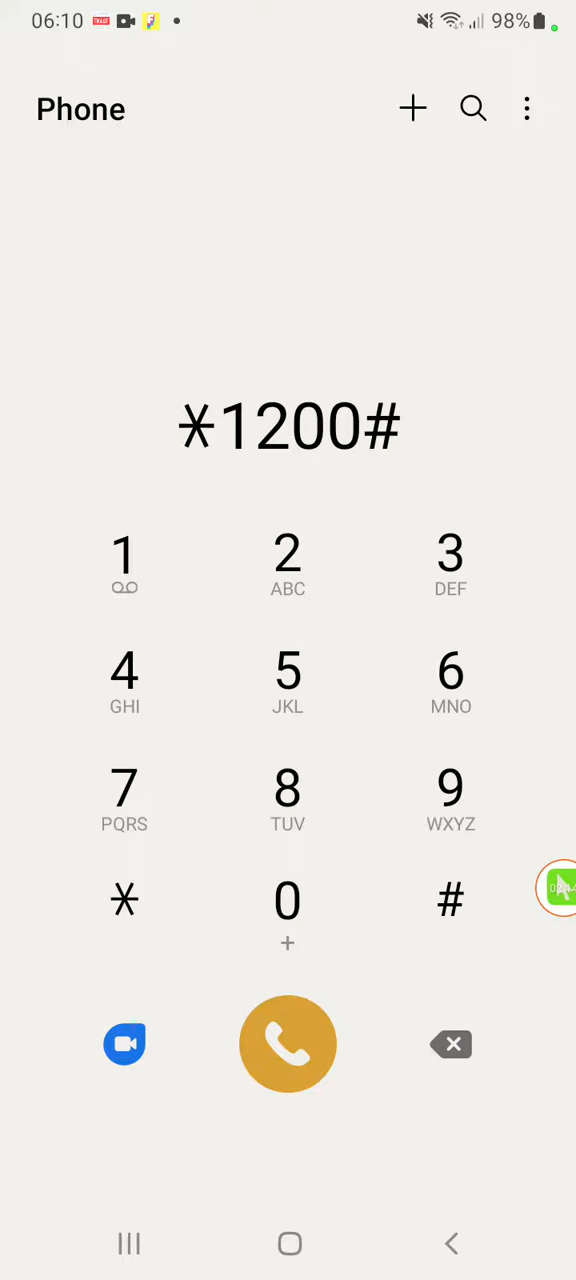 06:10 98%
Phone
*1200#
1 2 3
ABC DEF
4 5 6
GHI JKL MNO
7 8 9
PQRS TUV WXYZ
* 0 #
+